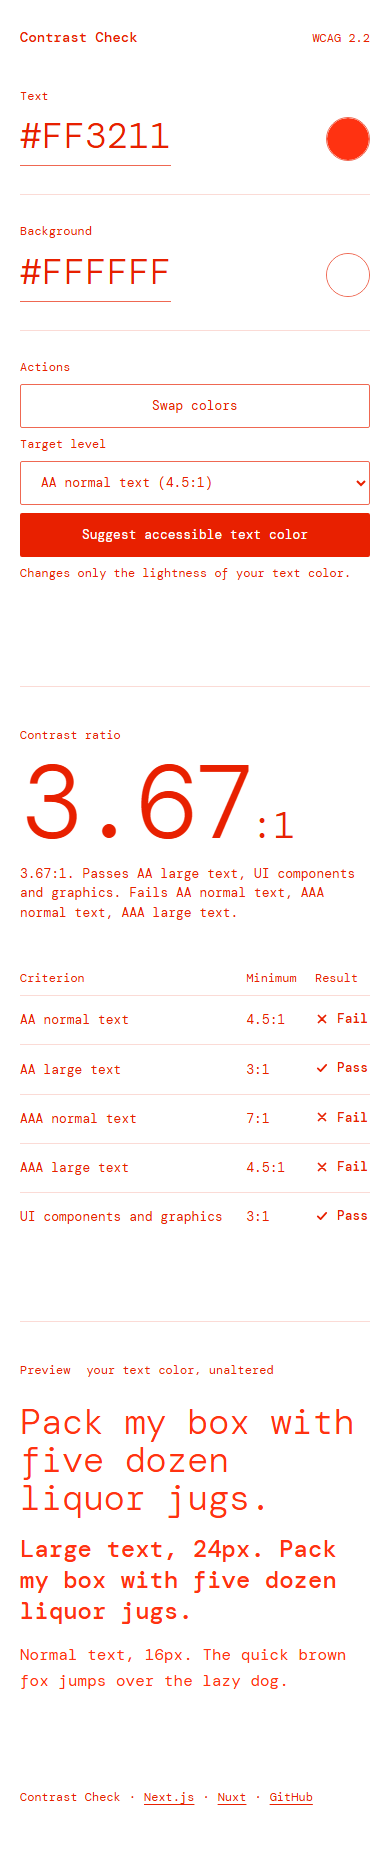 Contrast Check WCAG 2.2
Text
#FF3211
Background
#FFFFFF
Actions
Swap colors
Target level
AA normal text (4.5:1)
Suggest accessible text color
Changes only the lightness of your text color.
Contrast ratio
3.67:1
3.67:1. Passes AA large text, UI components
and graphics. Fails AA normal text, AAA
normal text, AAA large text.
Criterion Minimum Result
AA normal text 4.5:1 Fail
AA large text 3:1 Pass
AAA normal text 7:1 Fail
AAA large text 4.5:1 Fail
UI components and graphics 3:1 Pass
Preview your text color, unaltered
Pack my box with
five dozen
liquor jugs.
Large text, 24px. Pack
my box with five dozen
liquor jugs.
Normal text, 16px. The quick brown
fox jumps over the lazy dog.
Contrast Check · Next.js · Nuxt · GitHub